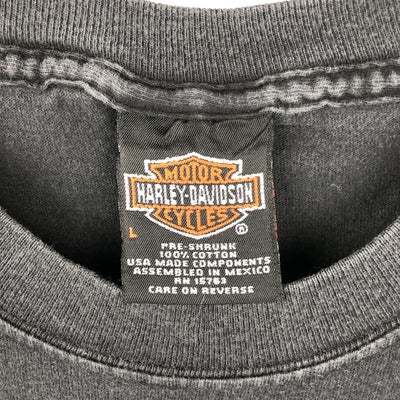 MOTOR
HARLEY-DAVIDSON
CYCLES
L ®
PRE-SHRUNK
100% COTTON
USA MADE COMPONENTS
ASSEMBLED IN MEXICO
RN 15763
CARE ON REVERSE